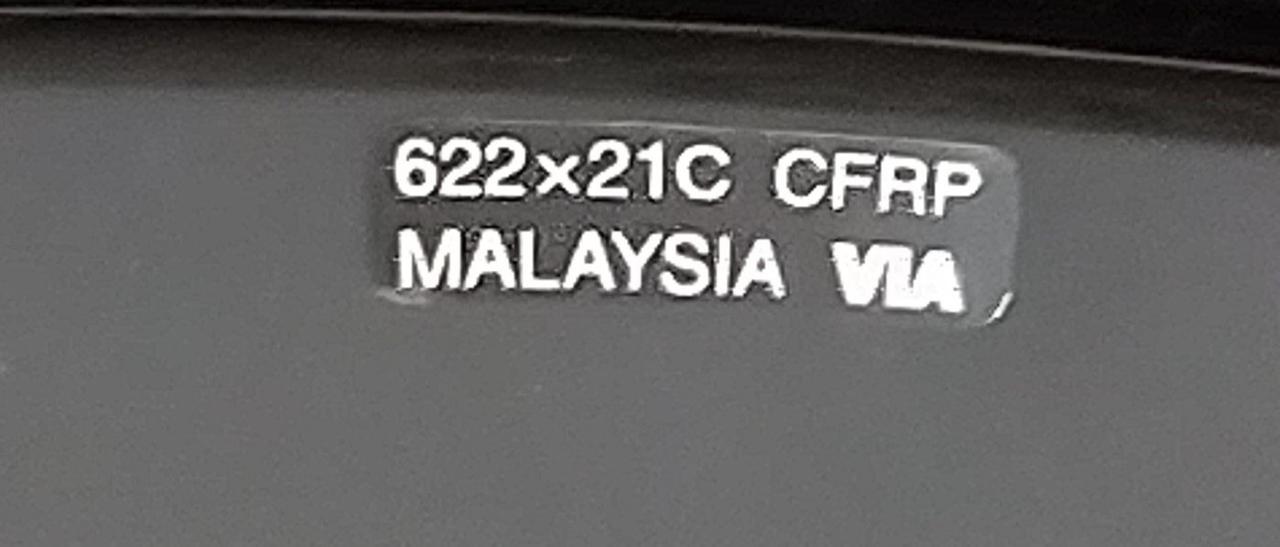 622×21C CFRP
MALAYSIA VIA